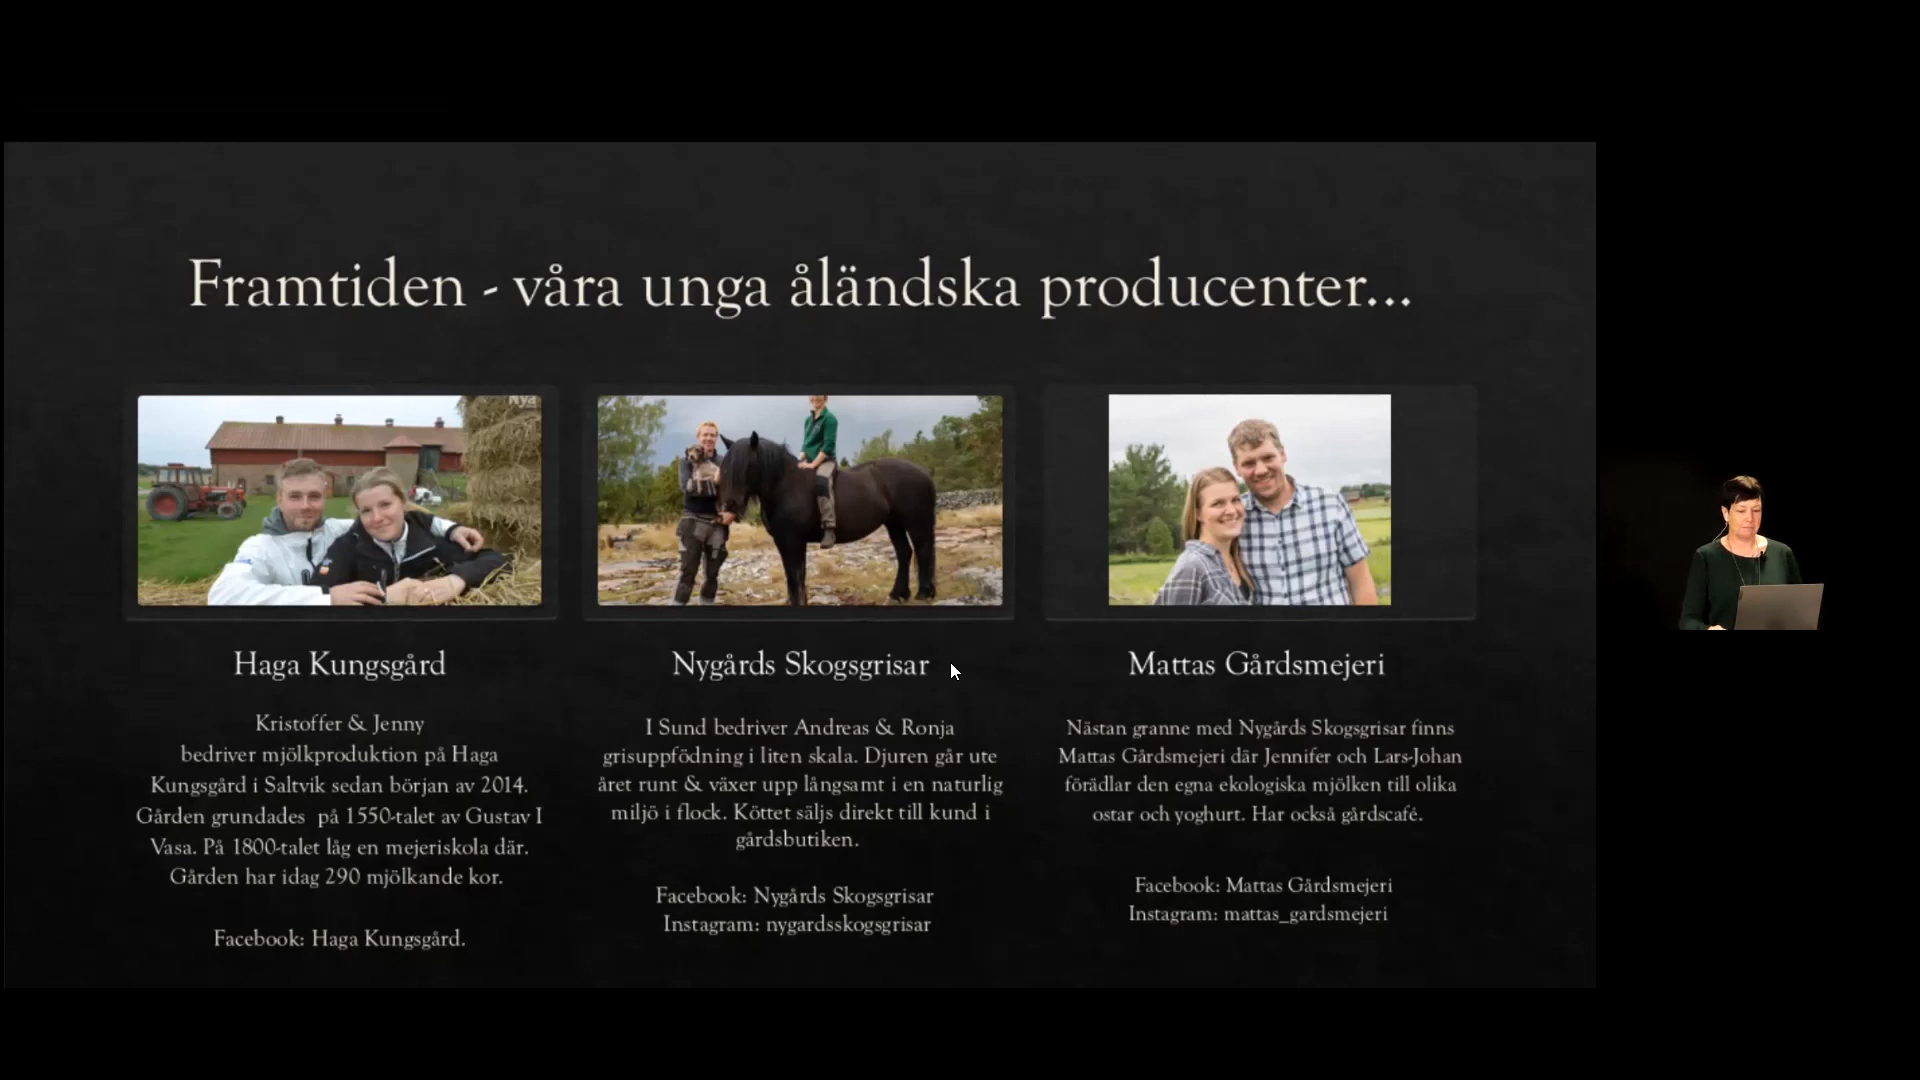 Framtiden - våra unga åländska producenter...
Haga Kungsgård
Kristoffer & Jenny
bedriver mjölkproduktion på Haga
Kungsgård i Saltvik sedan början av 2014.
Gården grundades på 1550-talet av Gustav I
Vasa. På 1800-talet låg en mejeriskola där.
Gården har idag 290 mjölkande kor.
Facebook: Haga Kungsgård.
Nygårds Skogsgrisar
I Sund bedriver Andreas & Ronja
grisuppfödning i liten skala. Djuren går ute
året runt & växer upp långsamt i en naturlig
miljö i flock. Köttet säljs direkt till kund i
gårdsbutiken.
Facebook: Nygårds Skogsgrisar
Instagram: nygardsskogsgrisar
Mattas Gårdsmejeri
Nästan granne med Nygårds Skogsgrisar finns
Mattas Gårdsmejeri där Jennifer och Lars-Johan
förädlar den egna ekologiska mjölken till olika
ostar och yoghurt. Har också gårdscafé.
Facebook: Mattas Gårdsmejeri
Instagram: mattas_gardsmejeri